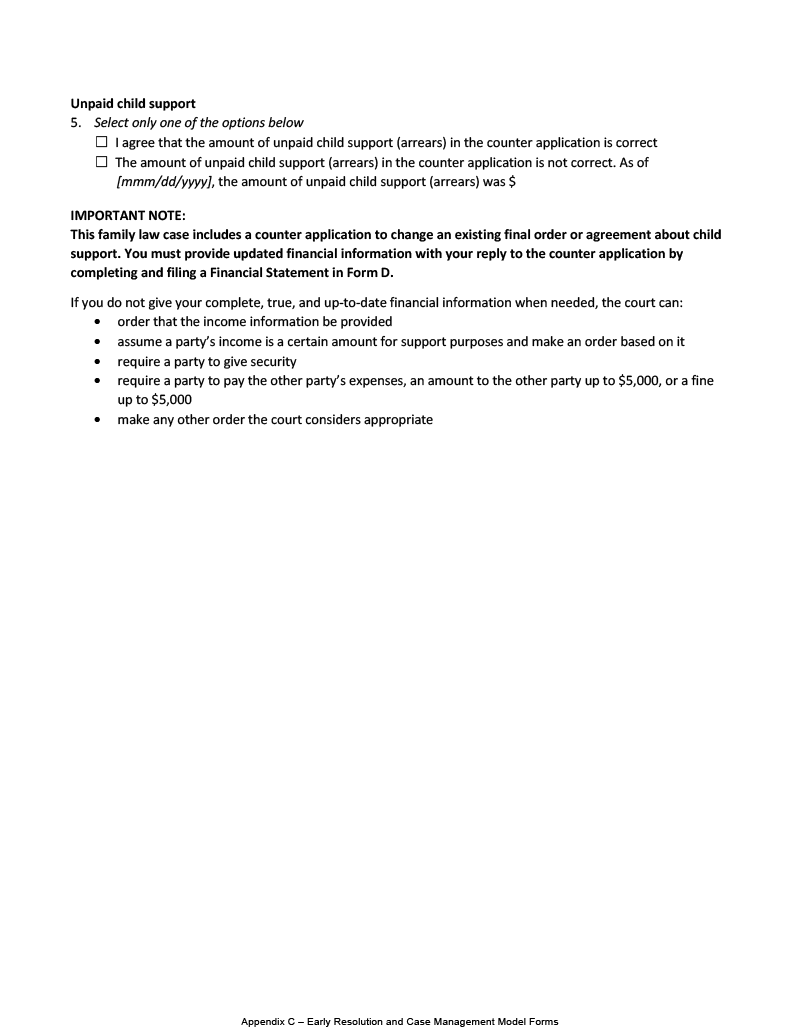 Unpaid child support
5. Select only one of the options below
☐ I agree that the amount of unpaid child support (arrears) in the counter application is correct
☐ The amount of unpaid child support (arrears) in the counter application is not correct. As of
[mmm/dd/yyyy], the amount of unpaid child support (arrears) was $
IMPORTANT NOTE:
This family law case includes a counter application to change an existing final order or agreement about child
support. You must provide updated financial information with your reply to the counter application by
completing and filing a Financial Statement in Form D.
If you do not give your complete, true, and up-to-date financial information when needed, the court can:
• order that the income information be provided
• assume a party’s income is a certain amount for support purposes and make an order based on it
• require a party to give security
• require a party to pay the other party’s expenses, an amount to the other party up to $5,000, or a fine
up to $5,000
• make any other order the court considers appropriate
Appendix C – Early Resolution and Case Management Model Forms